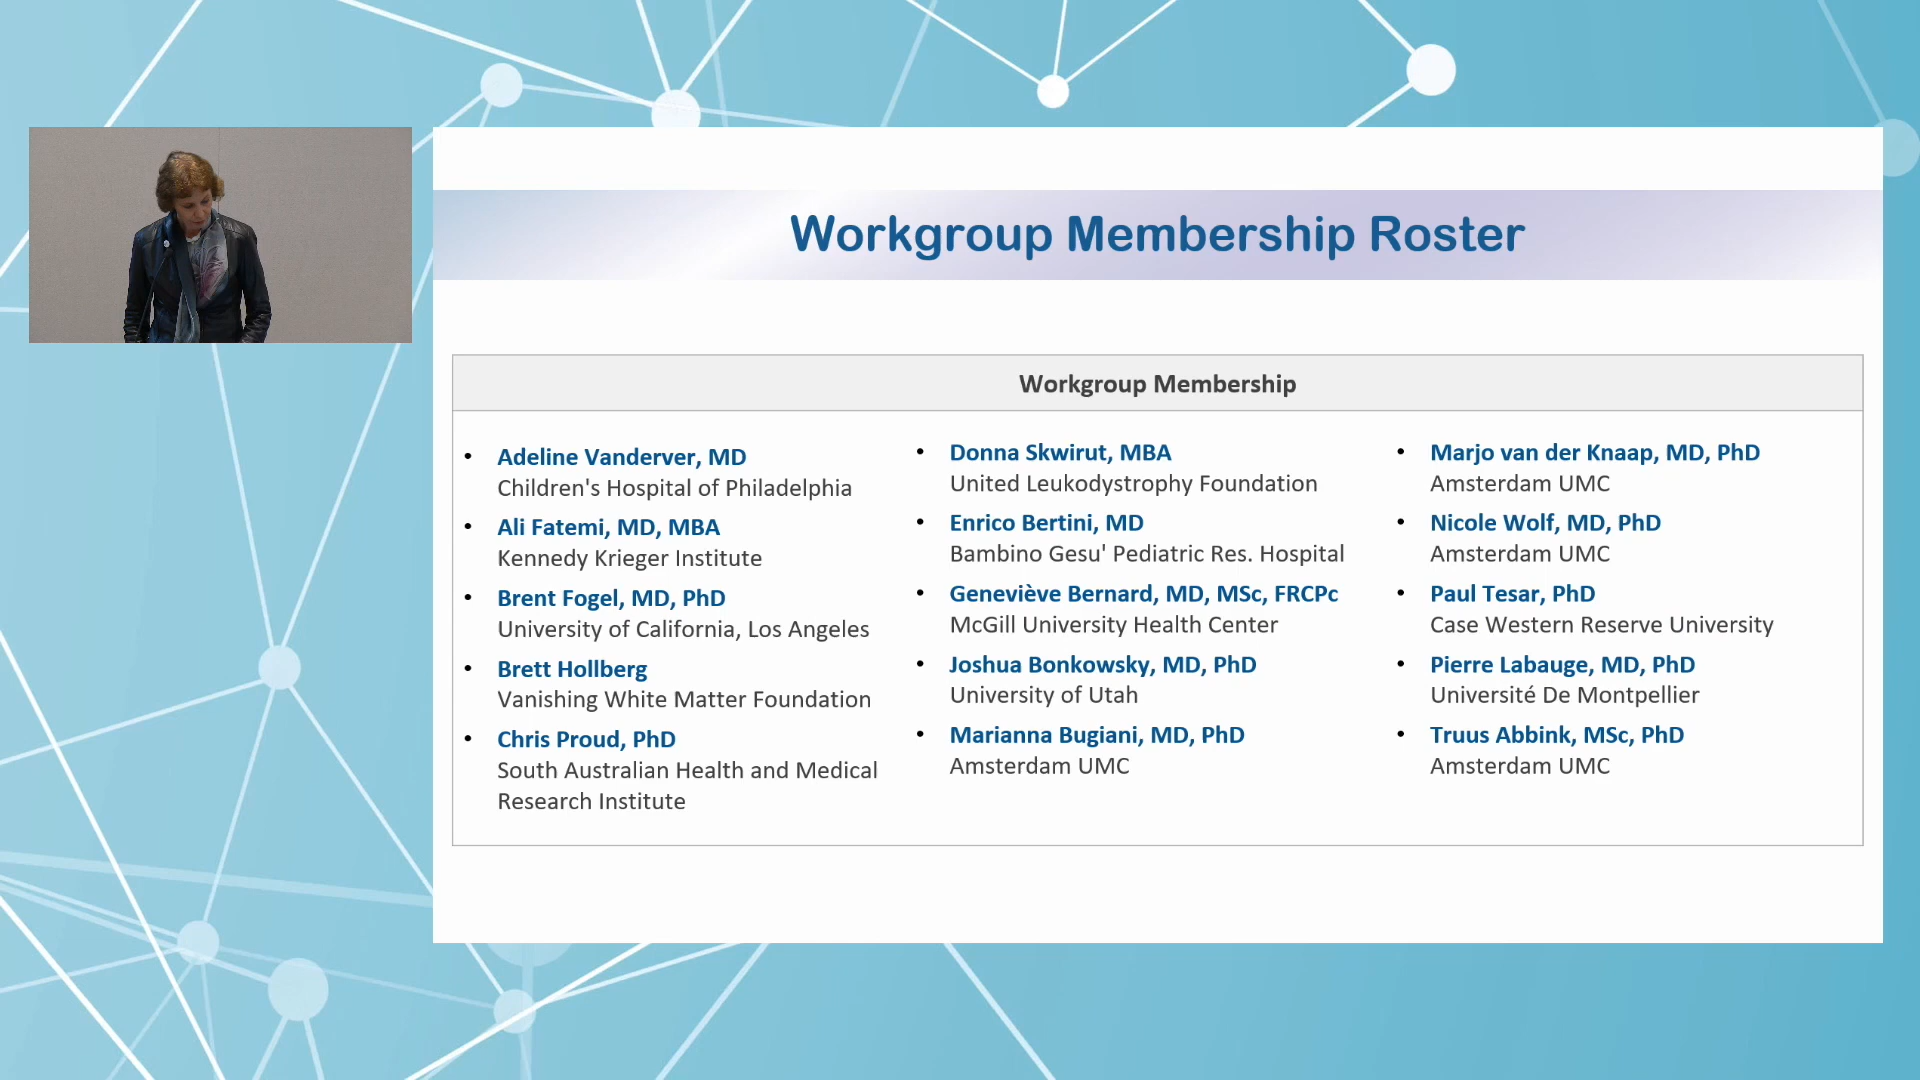 Workgroup Membership Roster
Workgroup Membership
• Adeline Vanderver, MD
Children's Hospital of Philadelphia
• Ali Fatemi, MD, MBA
Kennedy Krieger Institute
• Brent Fogel, MD, PhD
University of California, Los Angeles
• Brett Hollberg
Vanishing White Matter Foundation
• Chris Proud, PhD
South Australian Health and Medical
Research Institute
• Donna Skwirut, MBA
United Leukodystrophy Foundation
• Enrico Bertini, MD
Bambino Gesu' Pediatric Res. Hospital
• Geneviève Bernard, MD, MSc, FRCPc
McGill University Health Center
• Joshua Bonkowsky, MD, PhD
University of Utah
• Marianna Bugiani, MD, PhD
Amsterdam UMC
• Marjo van der Knaap, MD, PhD
Amsterdam UMC
• Nicole Wolf, MD, PhD
Amsterdam UMC
• Paul Tesar, PhD
Case Western Reserve University
• Pierre Labauge, MD, PhD
Université De Montpellier
• Truus Abbink, MSc, PhD
Amsterdam UMC